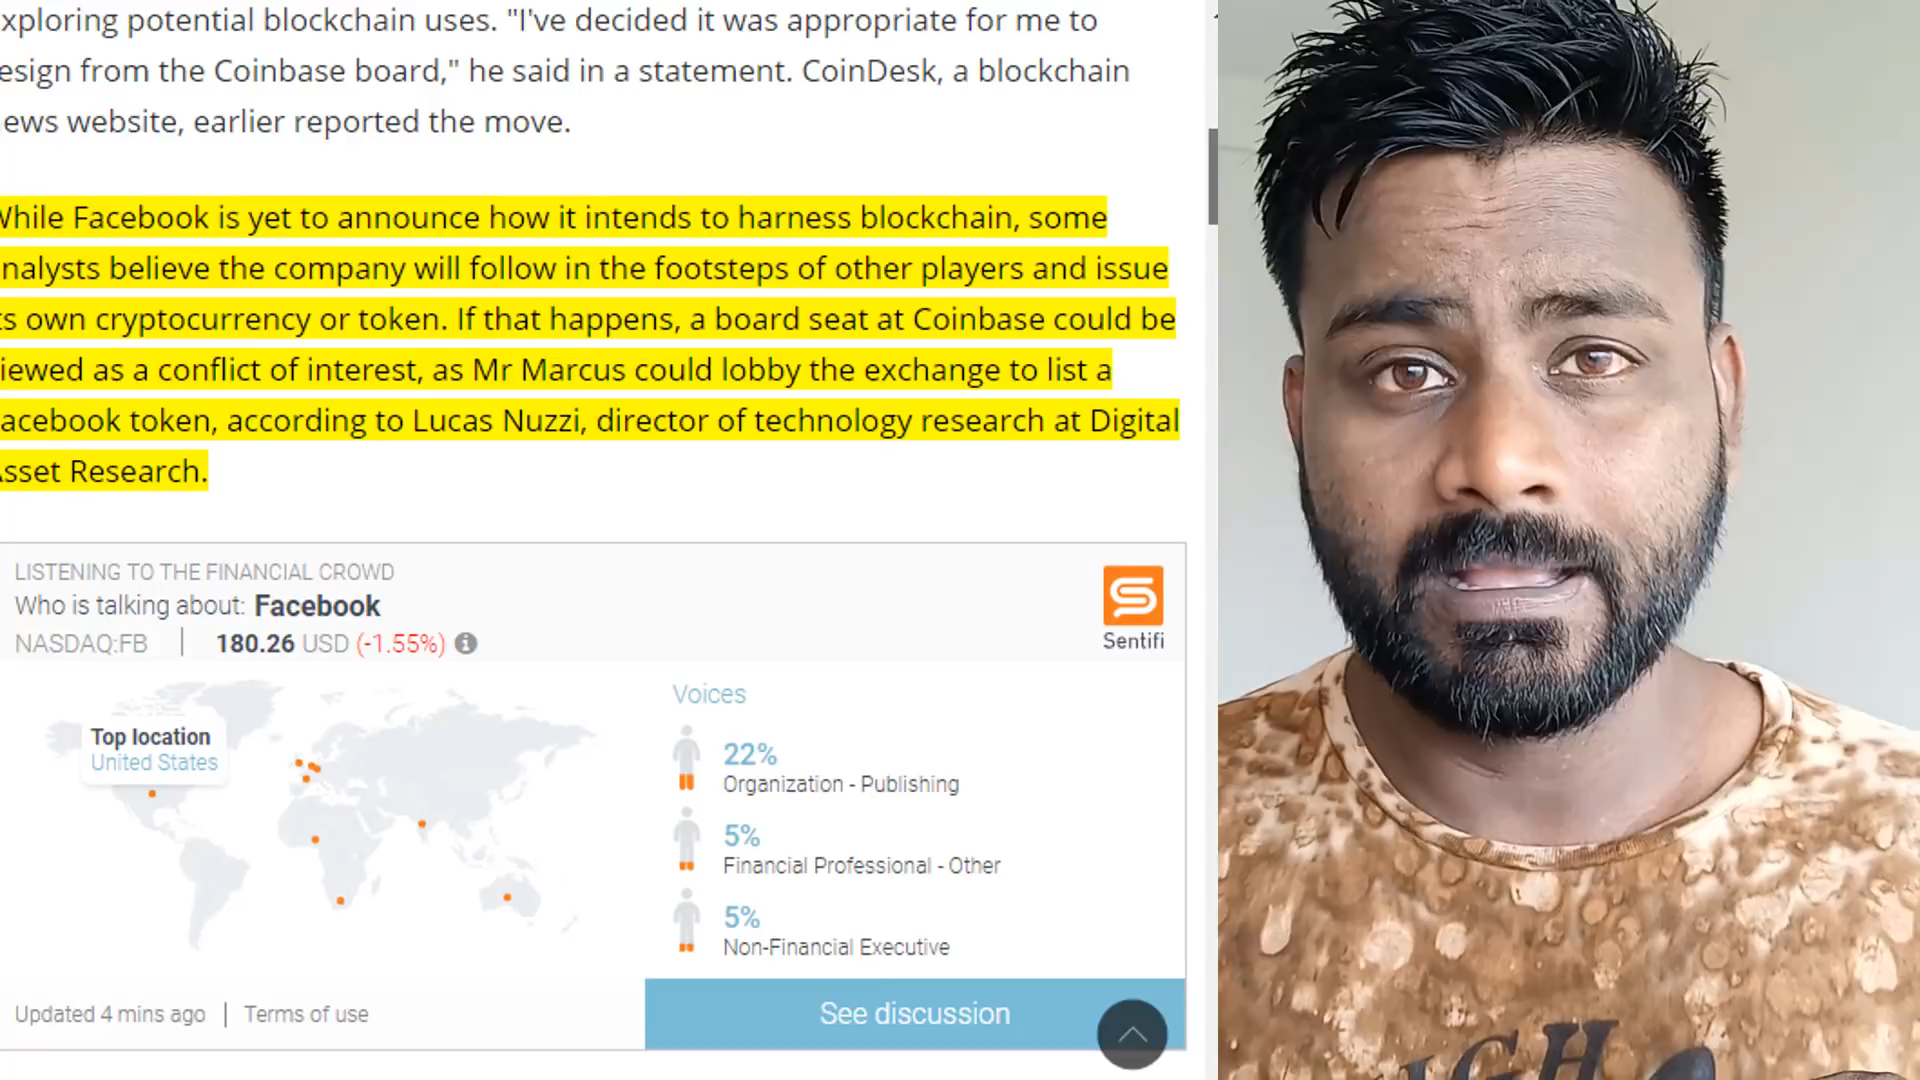 xploring potential blockchain uses. "I've decided it was appropriate for me to
esign from the Coinbase board," he said in a statement. CoinDesk, a blockchain
ews website, earlier reported the move.
While Facebook is yet to announce how it intends to harness blockchain, some
nalysts believe the company will follow in the footsteps of other players and issue
ts own cryptocurrency or token. If that happens, a board seat at Coinbase could be
iewed as a conflict of interest, as Mr Marcus could lobby the exchange to list a
acebook token, according to Lucas Nuzzi, director of technology research at Digital
Asset Research.
LISTENING TO THE FINANCIAL CROWD
Who is talking about: Facebook
NASDAQ:FB | 180.26 USD (-1.55%)
Sentifi
Top location
United States
Voices
22%
Organization - Publishing
5%
Financial Professional - Other
5%
Non-Financial Executive
Updated 4 mins ago | Terms of use
See discussion